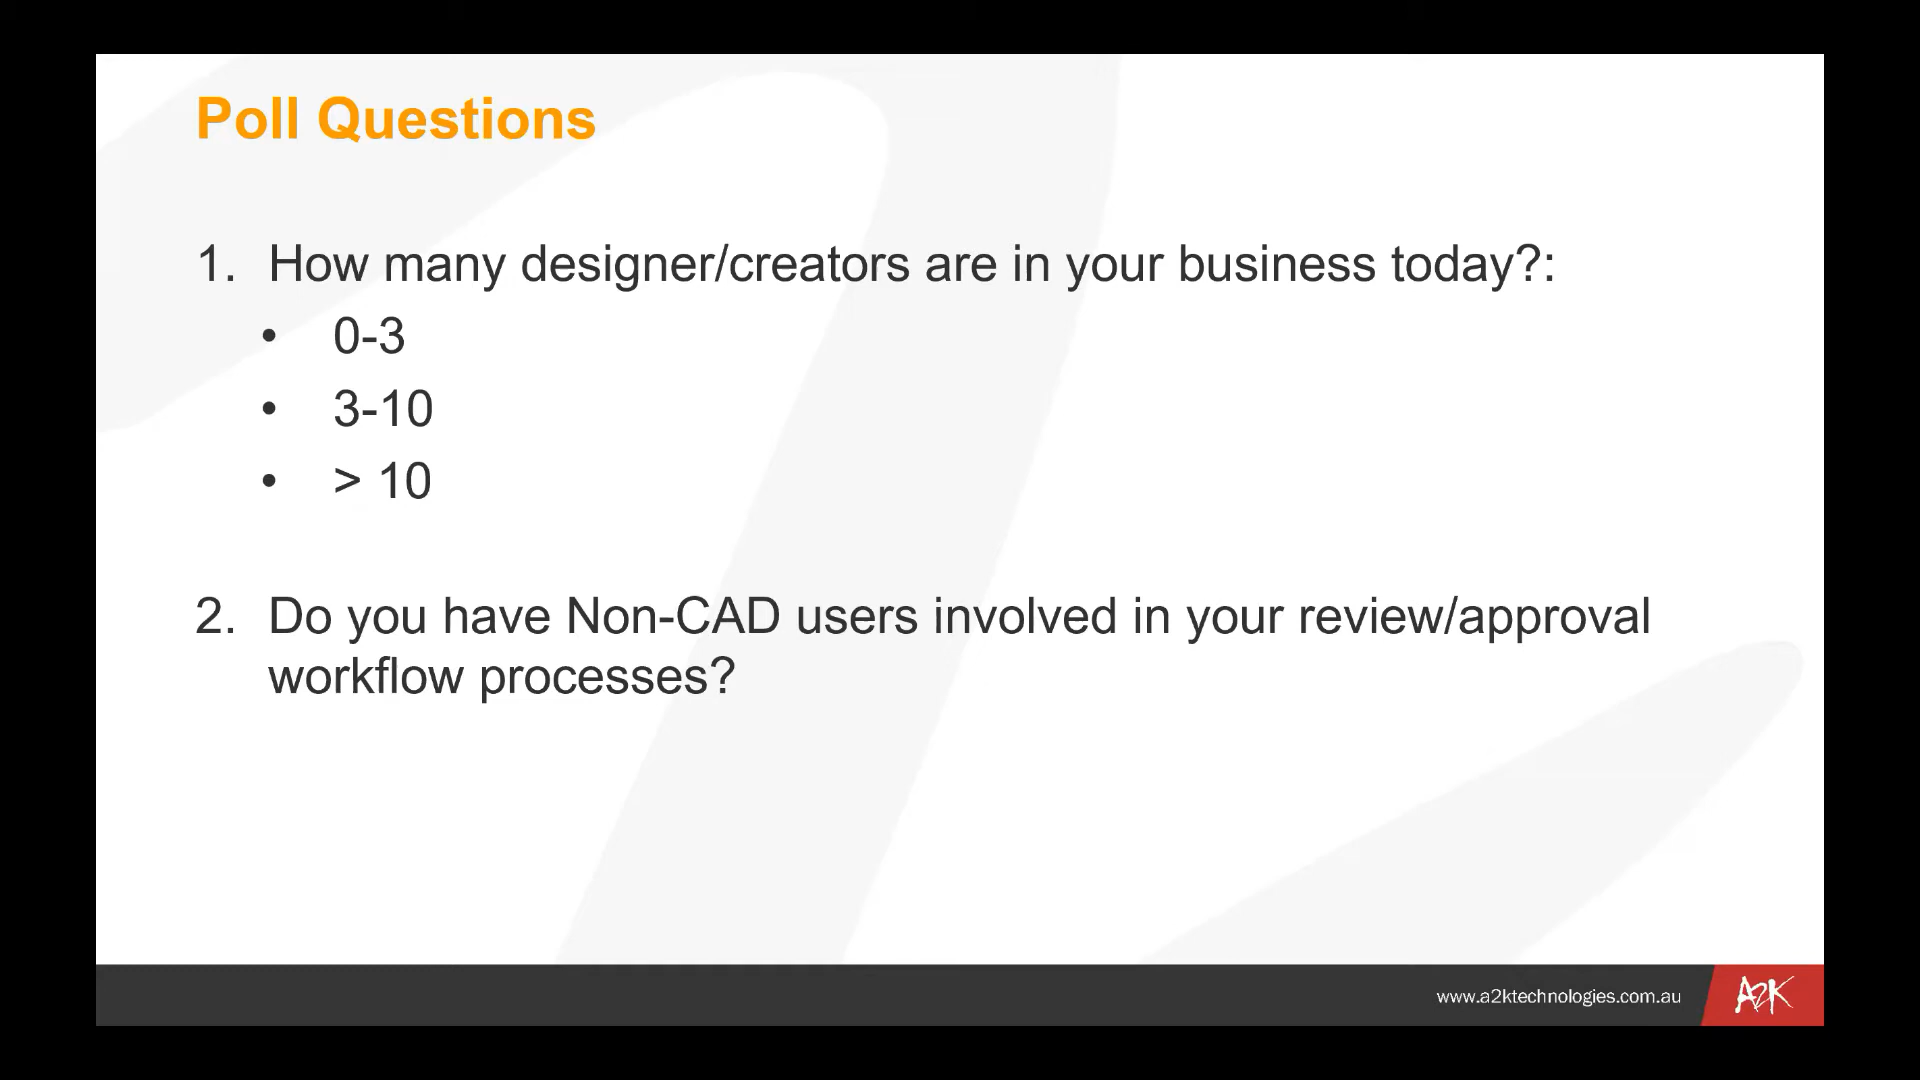 Poll Questions
1. How many designer/creators are in your business today?:
• 0-3
• 3-10
• > 10
2. Do you have Non-CAD users involved in your review/approval
workflow processes?
www.a2ktechnologies.com.au
A2K